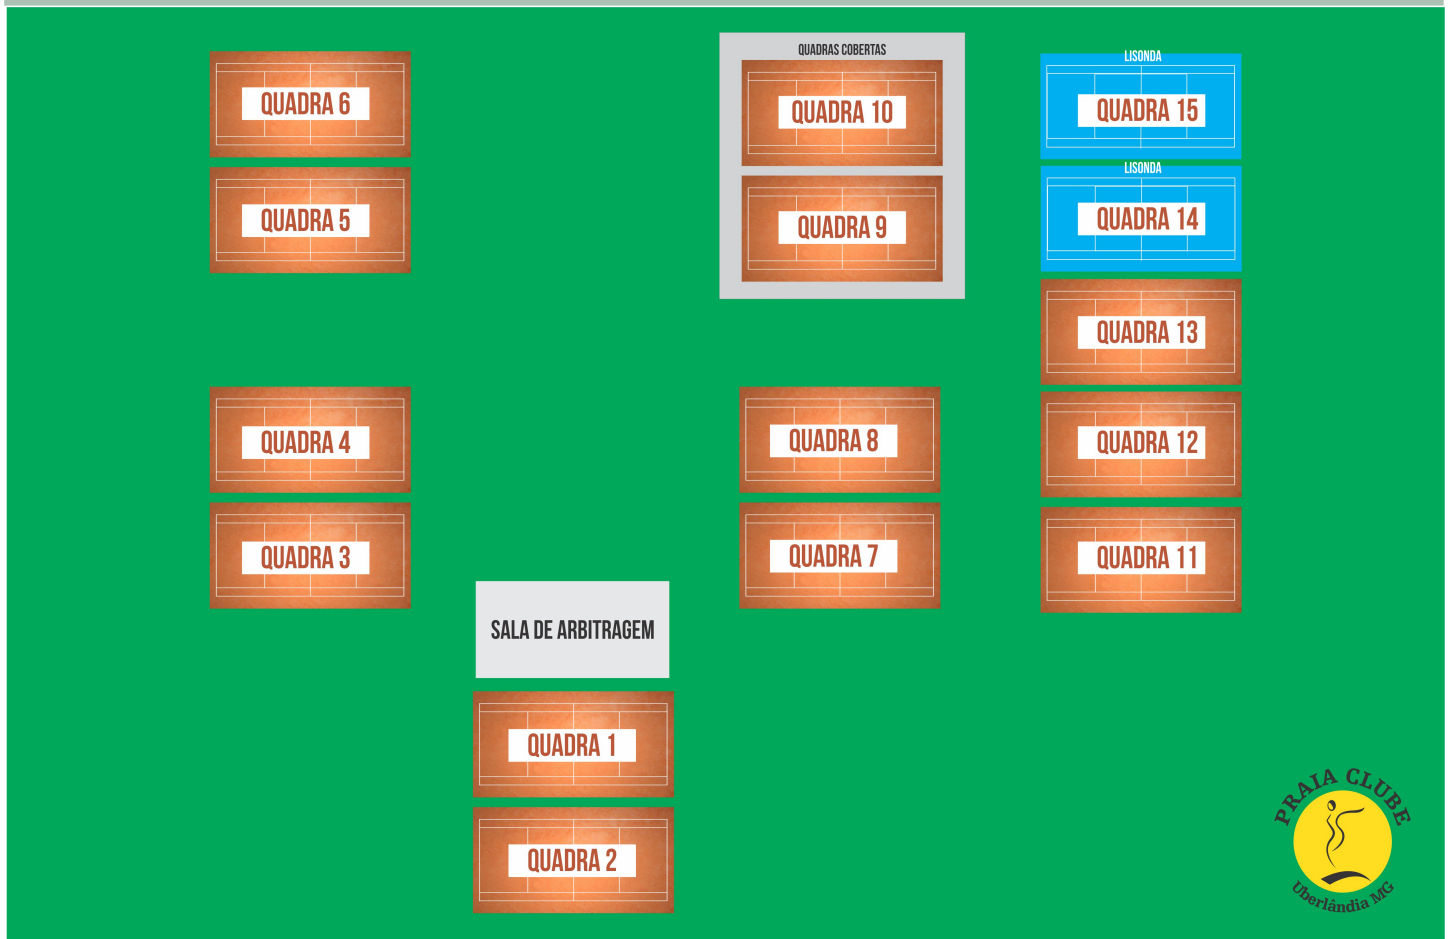 QUADRA 6
QUADRA 5
QUADRAS COBERTAS
QUADRA 10
QUADRA 9
LISONDA
QUADRA 15
LISONDA
QUADRA 14
QUADRA 13
QUADRA 12
QUADRA 11
QUADRA 4
QUADRA 3
QUADRA 8
QUADRA 7
SALA DE ARBITRAGEM
QUADRA 1
QUADRA 2
PRAIA CLUBE
Uberlândia MG